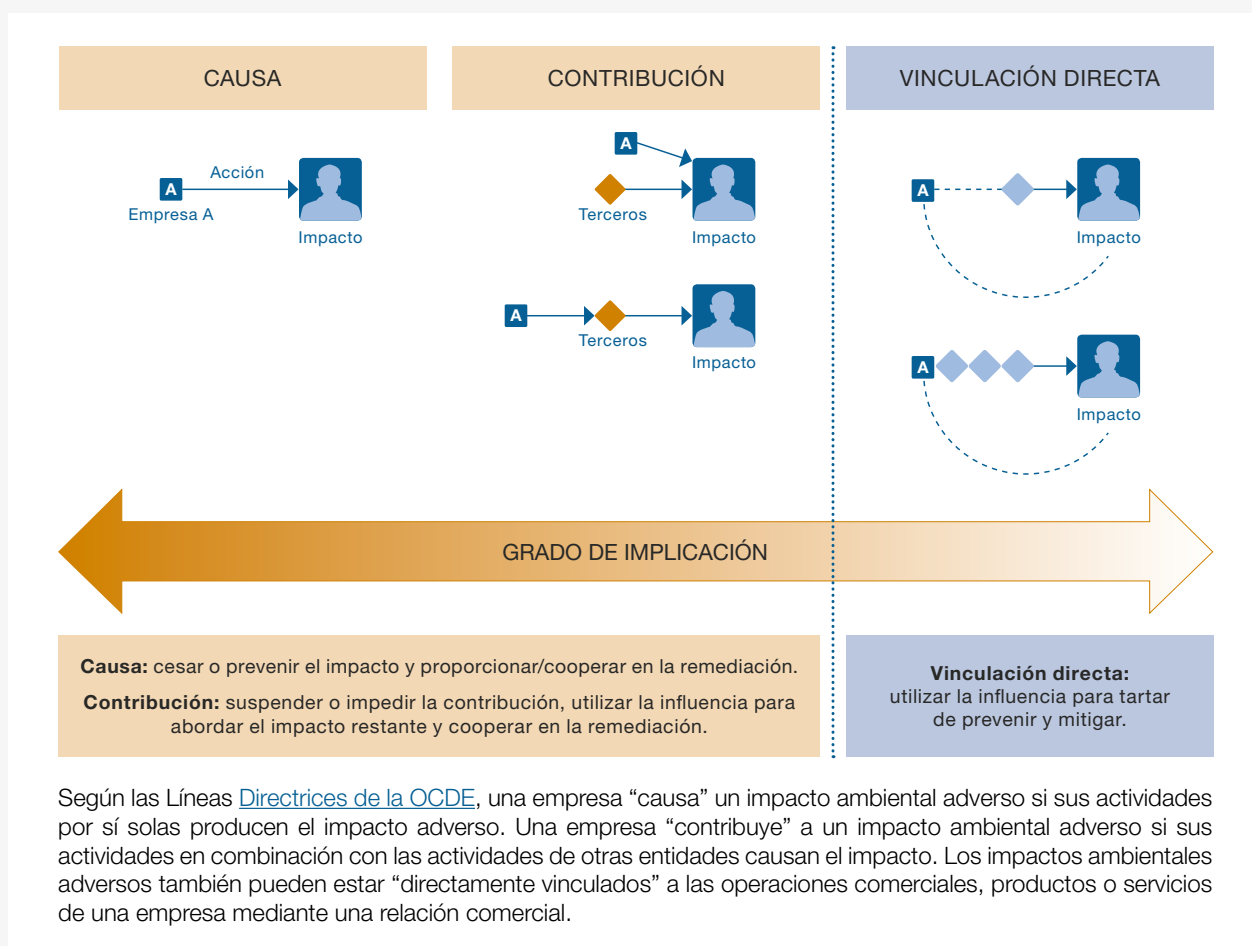 CAUSA
CONTRIBUCIÓN
VINCULACIÓN DIRECTA
A
Acción
Empresa A
Impacto
A
Terceros
Impacto
A
Terceros
Impacto
A
Impacto
A
Impacto
GRADO DE IMPLICACIÓN
Causa: cesar o prevenir el impacto y proporcionar/cooperar en la remediación.
Contribución: suspender o impedir la contribución, utilizar la influencia para
abordar el impacto restante y cooperar en la remediación.
Vinculación directa:
utilizar la influencia para tartar
de prevenir y mitigar.
Según las Líneas Directrices de la OCDE, una empresa “causa” un impacto ambiental adverso si sus actividades
por sí solas producen el impacto adverso. Una empresa “contribuye” a un impacto ambiental adverso si sus
actividades en combinación con las actividades de otras entidades causan el impacto. Los impactos ambientales
adversos también pueden estar “directamente vinculados” a las operaciones comerciales, productos o servicios
de una empresa mediante una relación comercial.